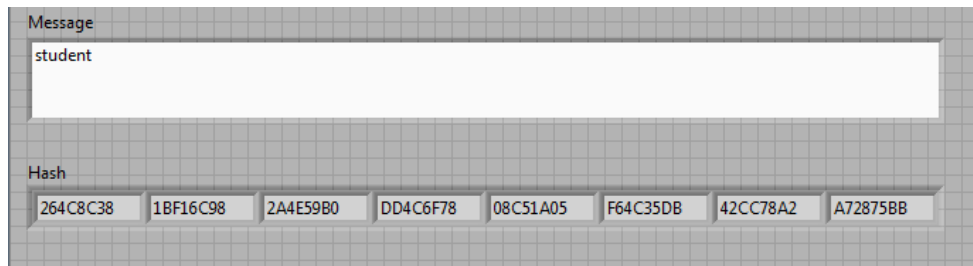 Message
student
Hash
264C8C38 1BF16C98 2A4E59B0 DD4C6F78 08C51A05 F64C35DB 42CC78A2 A72875BB